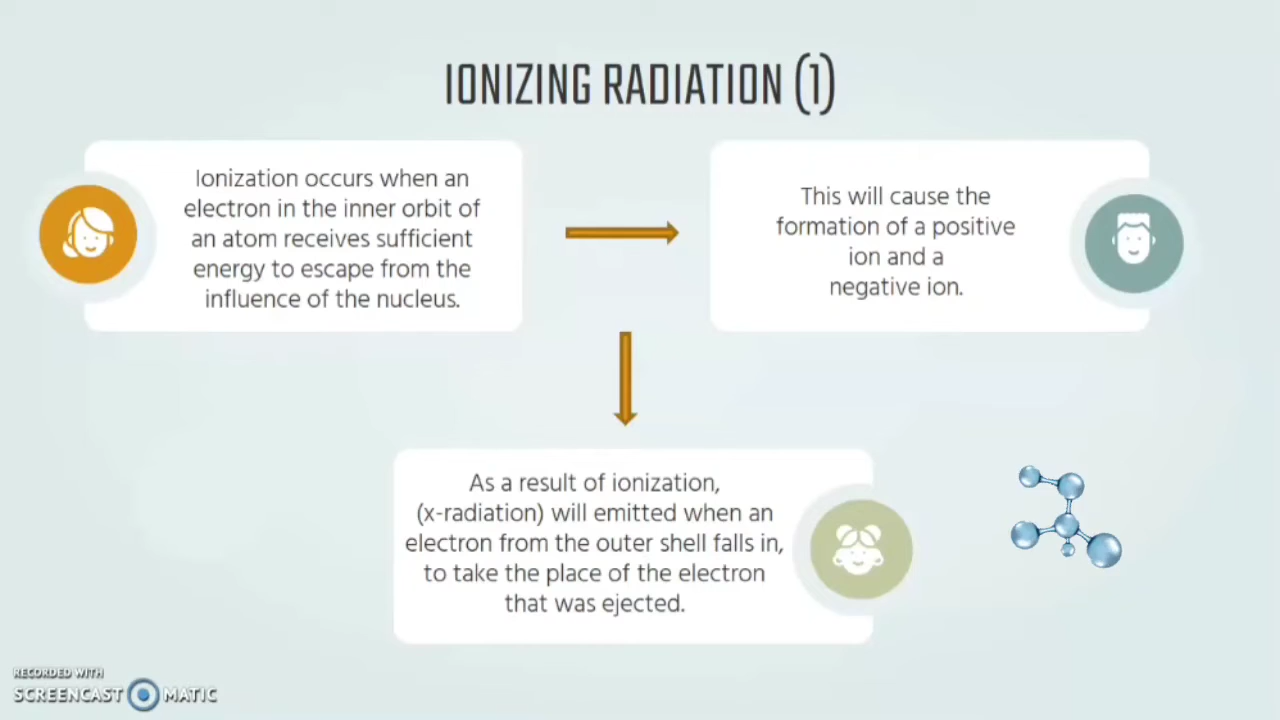 IONIZING RADIATION (1)
Ionization occurs when an
electron in the inner orbit of
an atom receives sufficient
energy to escape from the
influence of the nucleus.
This will cause the
formation of a positive
ion and a
negative ion.
As a result of ionization,
(x-radiation) will emitted when an
electron from the outer shell falls in,
to take the place of the electron
that was ejected.
RECORDED WITH
SCREENCAST MATIC